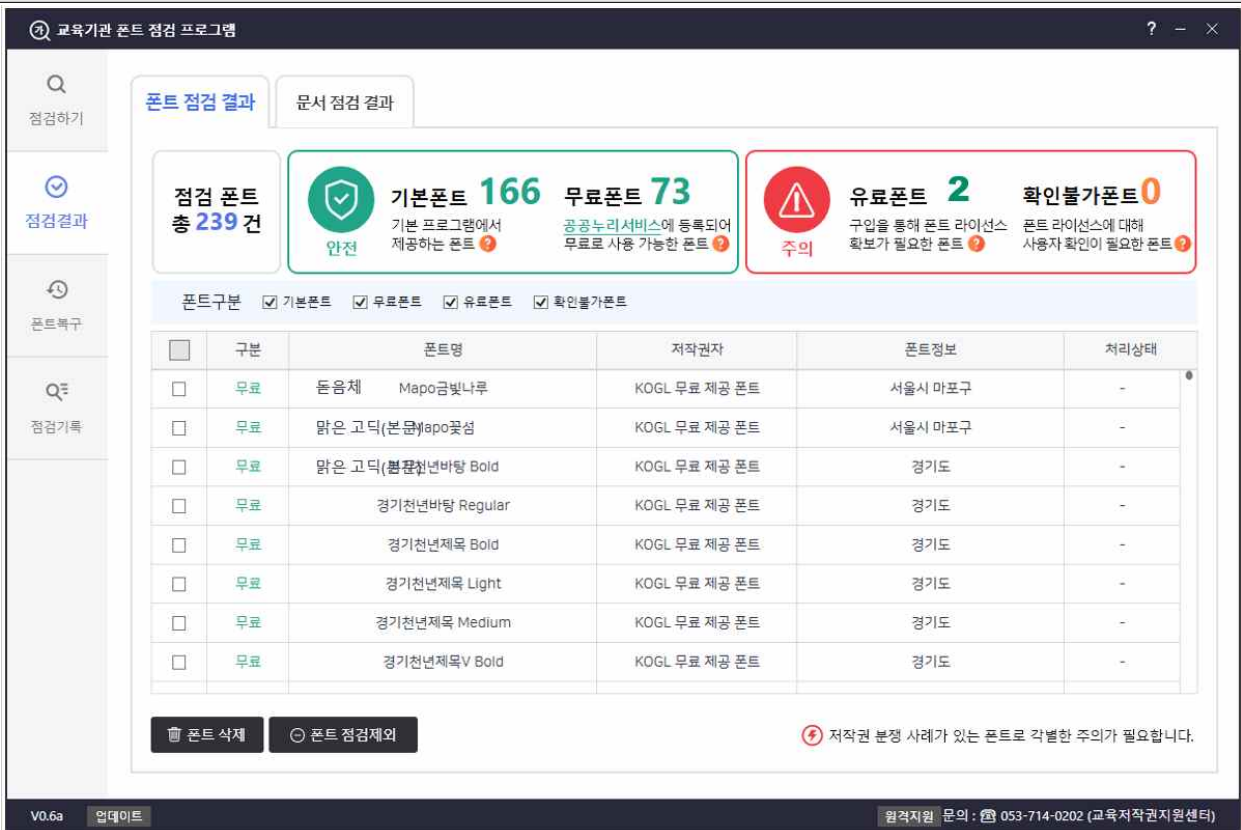 교육기관 폰트 점검 프로그램
?
점검하기
점검결과
폰트복구
점검기록
폰트 점검 결과
문서 점검 결과
점검 폰트
총 239 건
안전
기본폰트 166
기본 프로그램에서
제공하는 폰트 ?
무료폰트 73
공공누리서비스에 등록되어
무료로 사용 가능한 폰트 ?
주의
유료폰트 2
구입을 통해 폰트 라이선스
확보가 필요한 폰트 ?
확인불가폰트 0
폰트 라이선스에 대해
사용자 확인이 필요한 폰트 ?
폰트구분 기본폰트 무료폰트 유료폰트 확인불가폰트
구분 폰트명 저작권자 폰트정보 처리상태
무료 돋음체 Mapo금빛나루 KOGL 무료 제공 폰트 서울시 마포구 -
무료 맑은 고딕(본문) Mapo꽃섬 KOGL 무료 제공 폰트 서울시 마포구 -
무료 맑은 고딕(본문) 경기천년바탕 Bold KOGL 무료 제공 폰트 경기도 -
무료 경기천년바탕 Regular KOGL 무료 제공 폰트 경기도 -
무료 경기천년제목 Bold KOGL 무료 제공 폰트 경기도 -
무료 경기천년제목 Light KOGL 무료 제공 폰트 경기도 -
무료 경기천년제목 Medium KOGL 무료 제공 폰트 경기도 -
무료 경기천년제목V Bold KOGL 무료 제공 폰트 경기도 -
폰트 삭제
폰트 점검제외
저작권 분쟁 사례가 있는 폰트로 각별한 주의가 필요합니다.
V0.6a 업데이트
원격지원 문의 : ☎ 053-714-0202 (교육저작권지원센터)